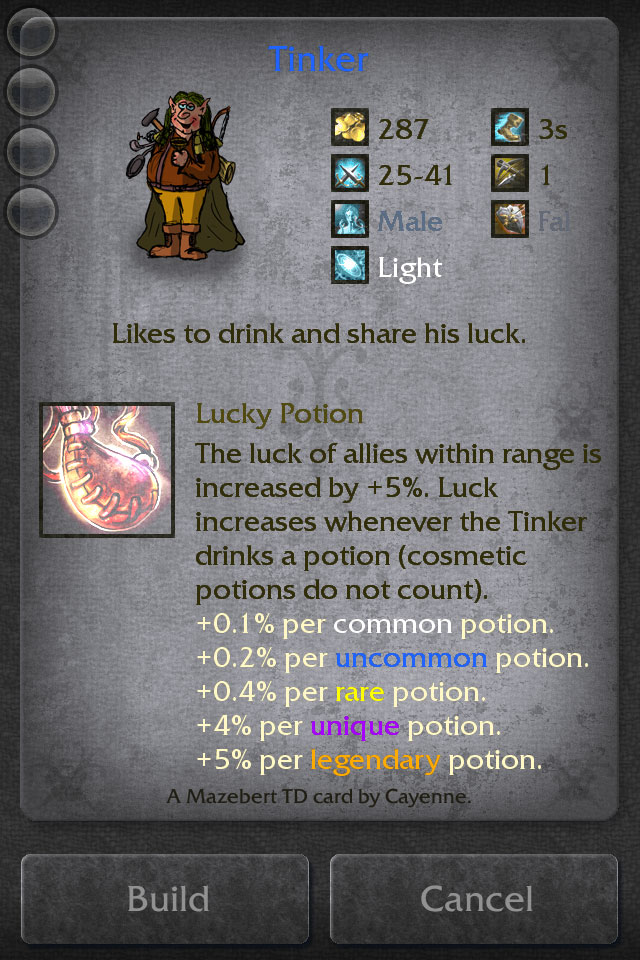 Tinker
287
3s
25-41
1
Male
Fal
Light
Likes to drink and share his luck.
Lucky Potion
The luck of allies within range is
increased by +5%. Luck
increases whenever the Tinker
drinks a potion (cosmetic
potions do not count).
+0.1% per common potion.
+0.2% per uncommon potion.
+0.4% per rare potion.
+4% per unique potion.
+5% per legendary potion.
A Mazebert TD card by Cayenne.
Build
Cancel